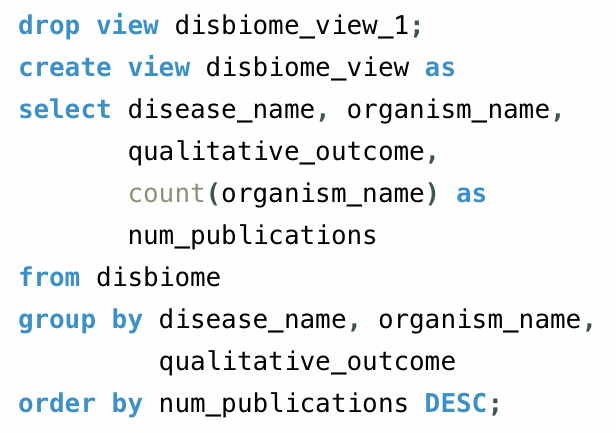 drop view disbiome_view_1;
create view disbiome_view as
select disease_name, organism_name,
       qualitative_outcome,
       count(organism_name) as
       num_publications
from disbiome
group by disease_name, organism_name,
         qualitative_outcome
order by num_publications DESC;